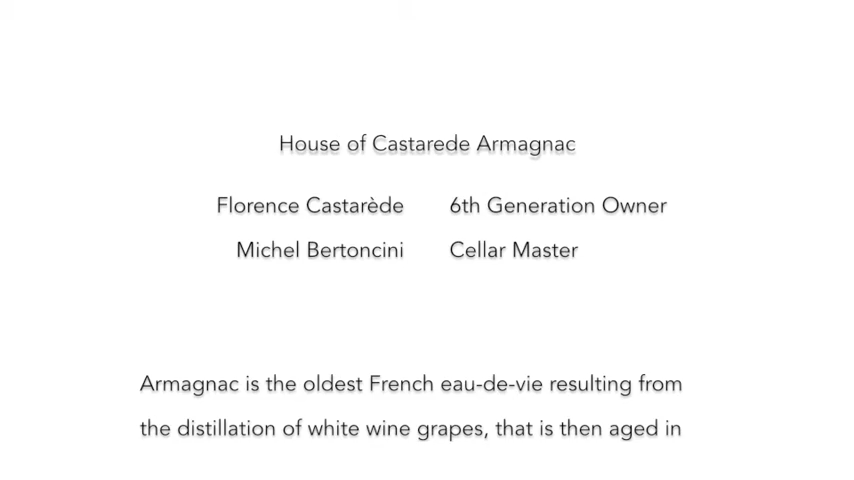 House of Castarede Armagnac
Florence Castarède 6th Generation Owner
Michel Bertoncini Cellar Master
Armagnac is the oldest French eau-de-vie resulting from
the distillation of white wine grapes, that is then aged in